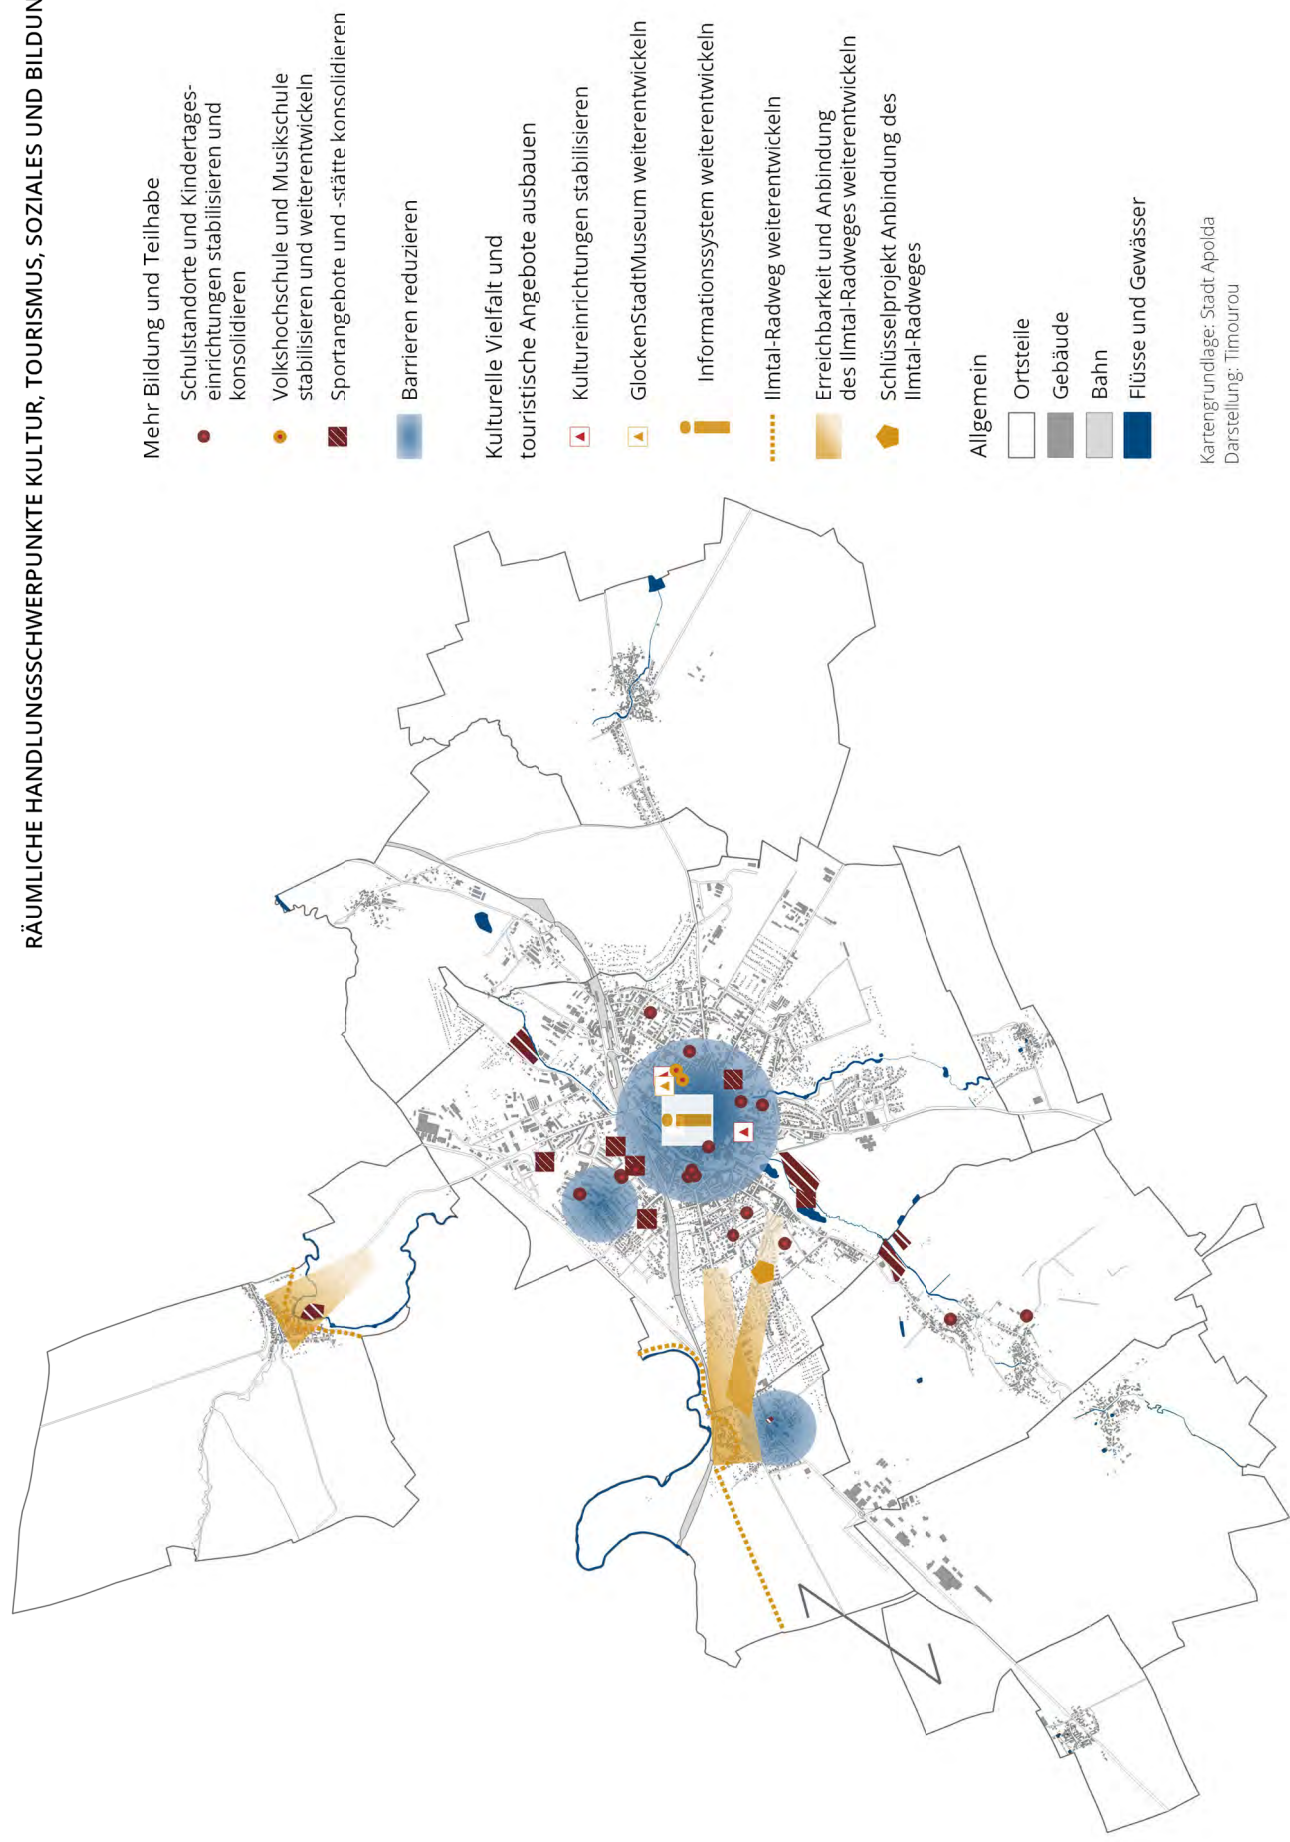 RÄUMLICHE HANDLUNGSSCHWERPUNKTE KULTUR, TOURISMUS, SOZIALES UND BILDUN
Mehr Bildung und Teilhabe
Schulstandorte und Kindertages-
einrichtungen stabilisieren und
konsolidieren
Volkshochschule und Musikschule
stabilisieren und weiterentwickeln
Sportangebote und -stätte konsolidieren
Barrieren reduzieren
Kulturelle Vielfalt und
touristische Angebote ausbauen
Kultureinrichtungen stabilisieren
GlockenStadtMuseum weiterentwickeln
Informationssystem weiterentwickeln
Ilmtal-Radweg weiterentwickeln
Erreichbarkeit und Anbindung
des Ilmtal-Radweges weiterentwickeln
Schlüsselprojekt Anbindung des
Ilmtal-Radweges
Allgemein
Ortsteile
Gebäude
Bahn
Flüsse und Gewässer
Kartengrundlage: Stadt Apolda
Darstellung: Timourou